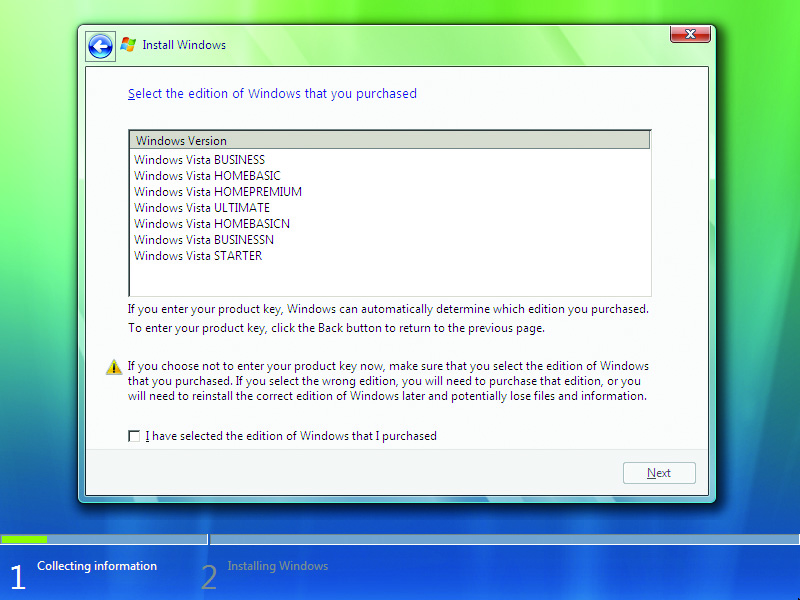 Install Windows
Select the edition of Windows that you purchased
Windows Version
Windows Vista BUSINESS
Windows Vista HOMEBASIC
Windows Vista HOMEPREMIUM
Windows Vista ULTIMATE
Windows Vista HOMEBASICN
Windows Vista BUSINESSN
Windows Vista STARTER
If you enter your product key, Windows can automatically determine which edition you purchased.
To enter your product key, click the Back button to return to the previous page.
If you choose not to enter your product key now, make sure that you select the edition of Windows
that you purchased. If you select the wrong edition, you will need to purchase that edition, or you
will need to reinstall the correct edition of Windows later and potentially lose files and information.
I have selected the edition of Windows that I purchased
Next
1 Collecting information
2 Installing Windows